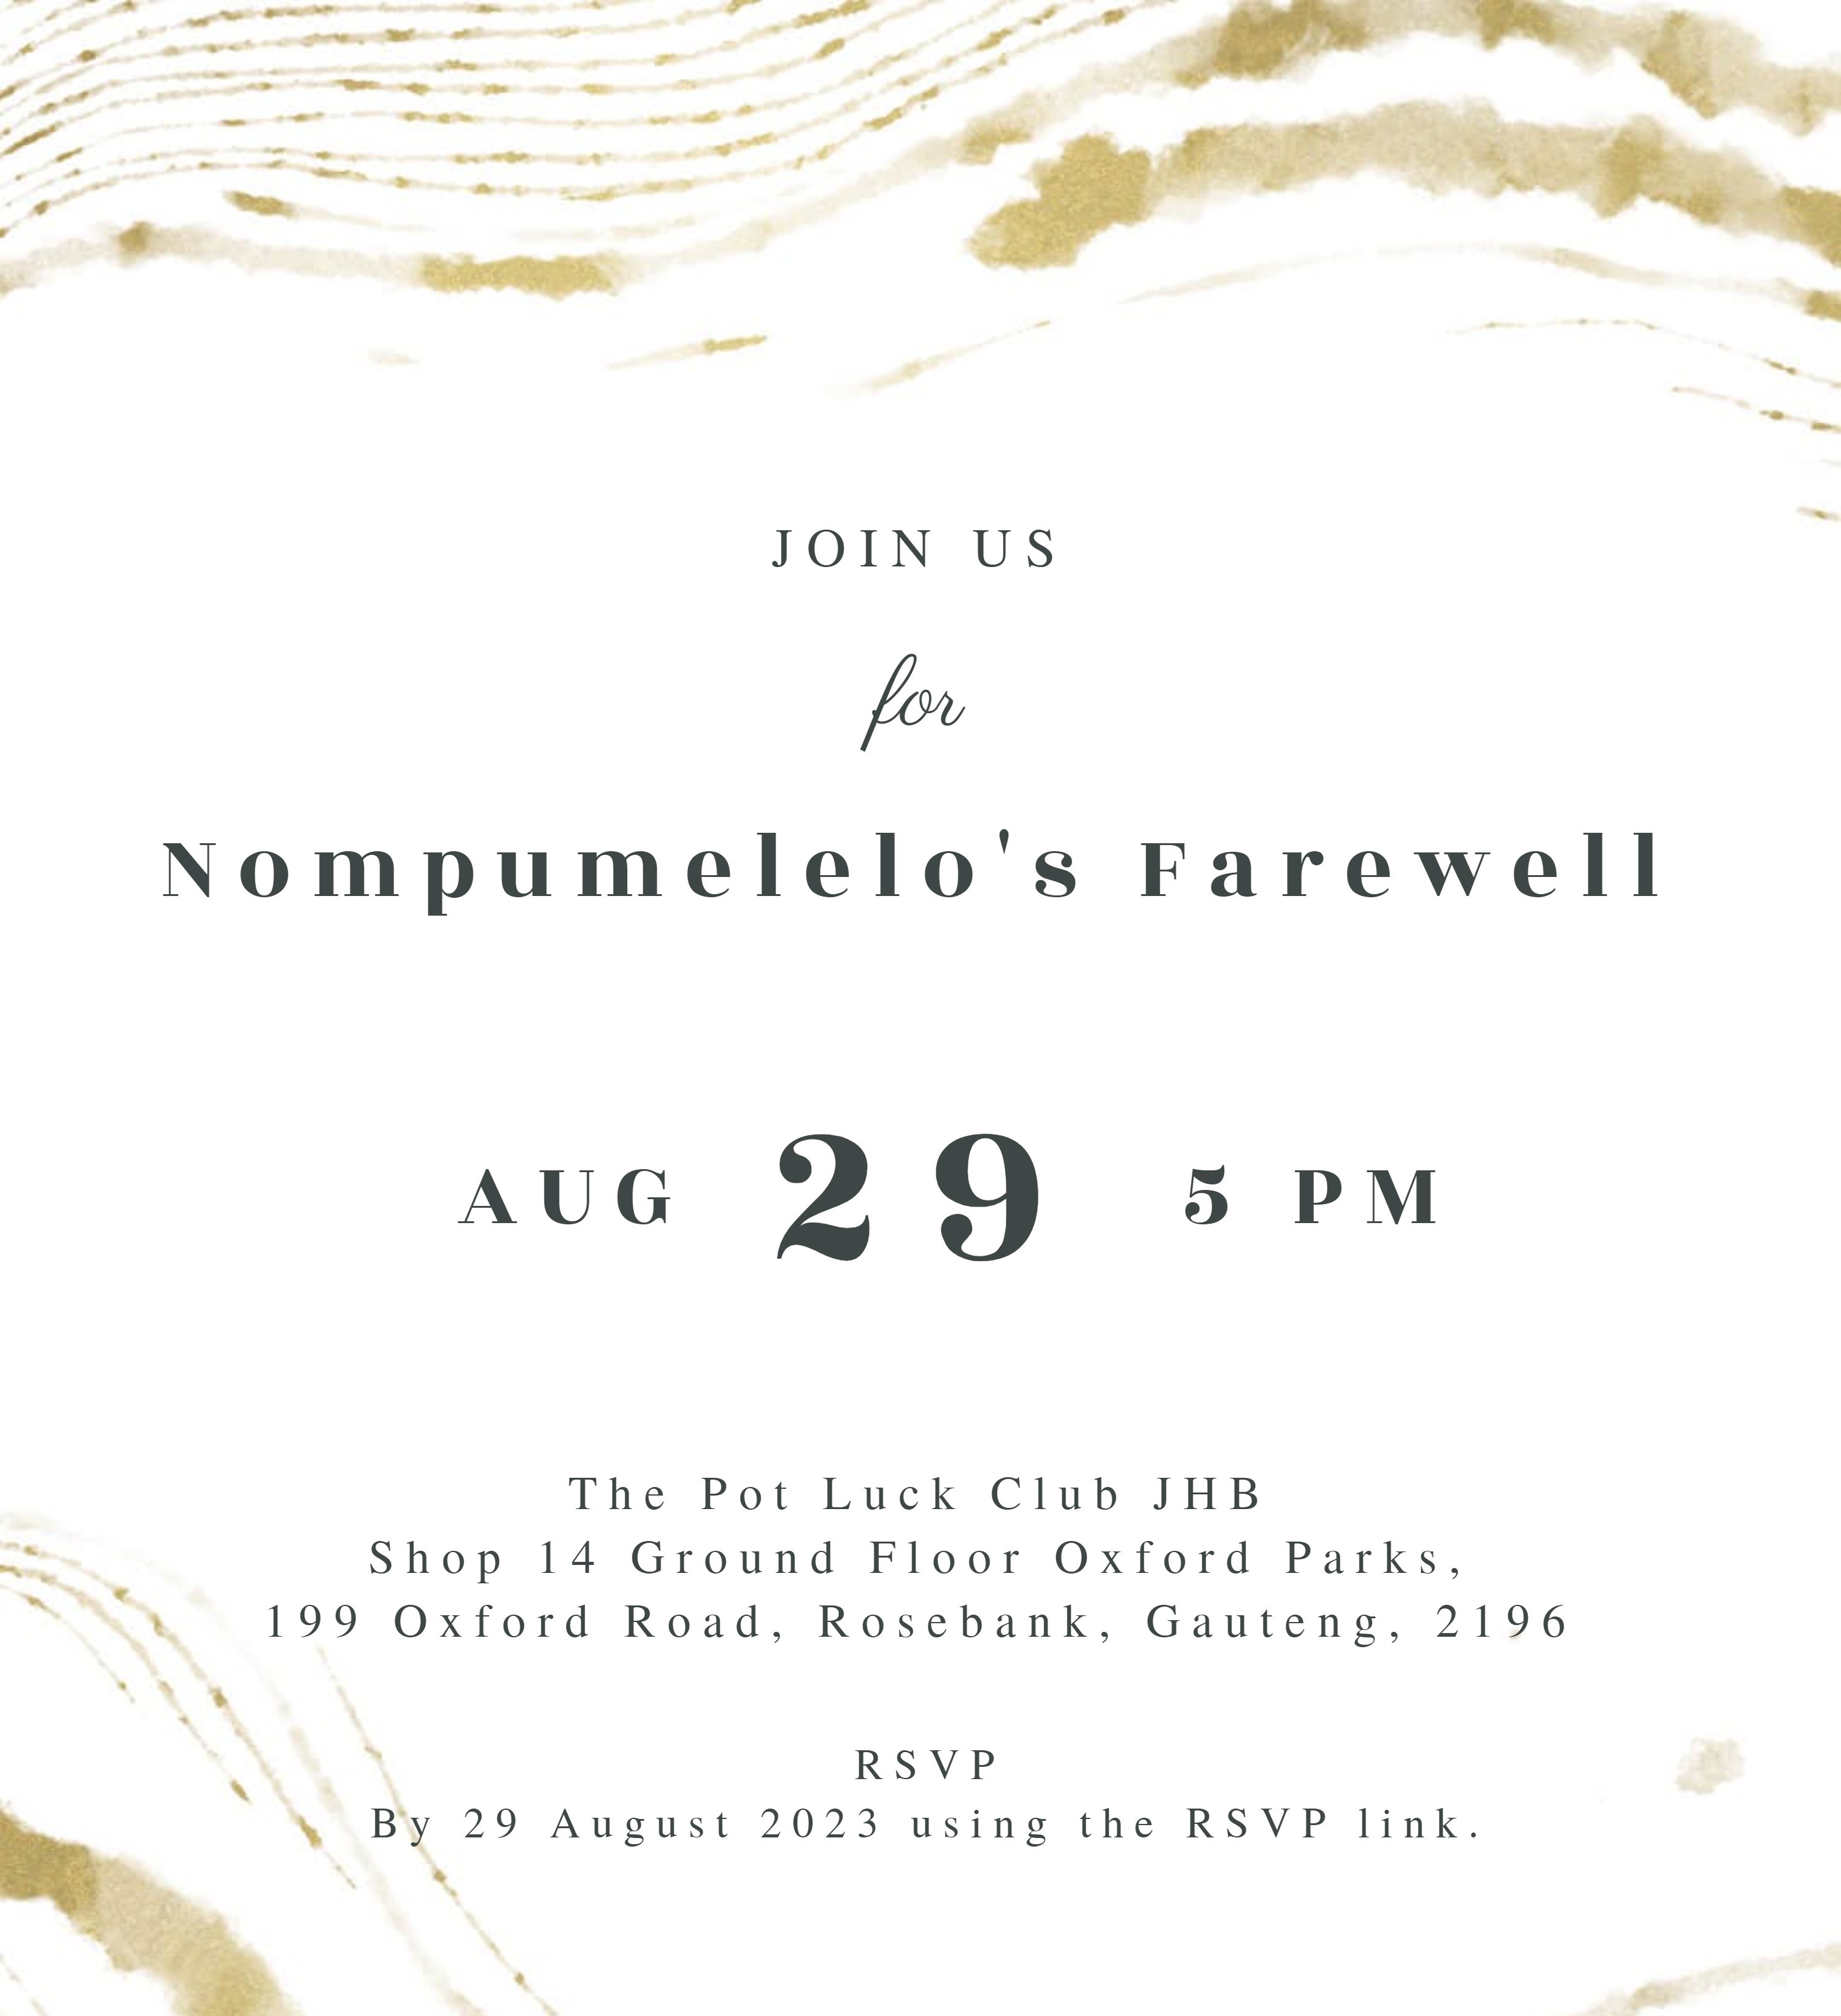 JOIN US
for
Nompumelelo's Farewell
AUG 29 5 PM
The Pot Luck Club JHB
Shop 14 Ground Floor Oxford Parks,
199 Oxford Road, Rosebank, Gauteng, 2196
RSVP
By 29 August 2023 using the RSVP link.